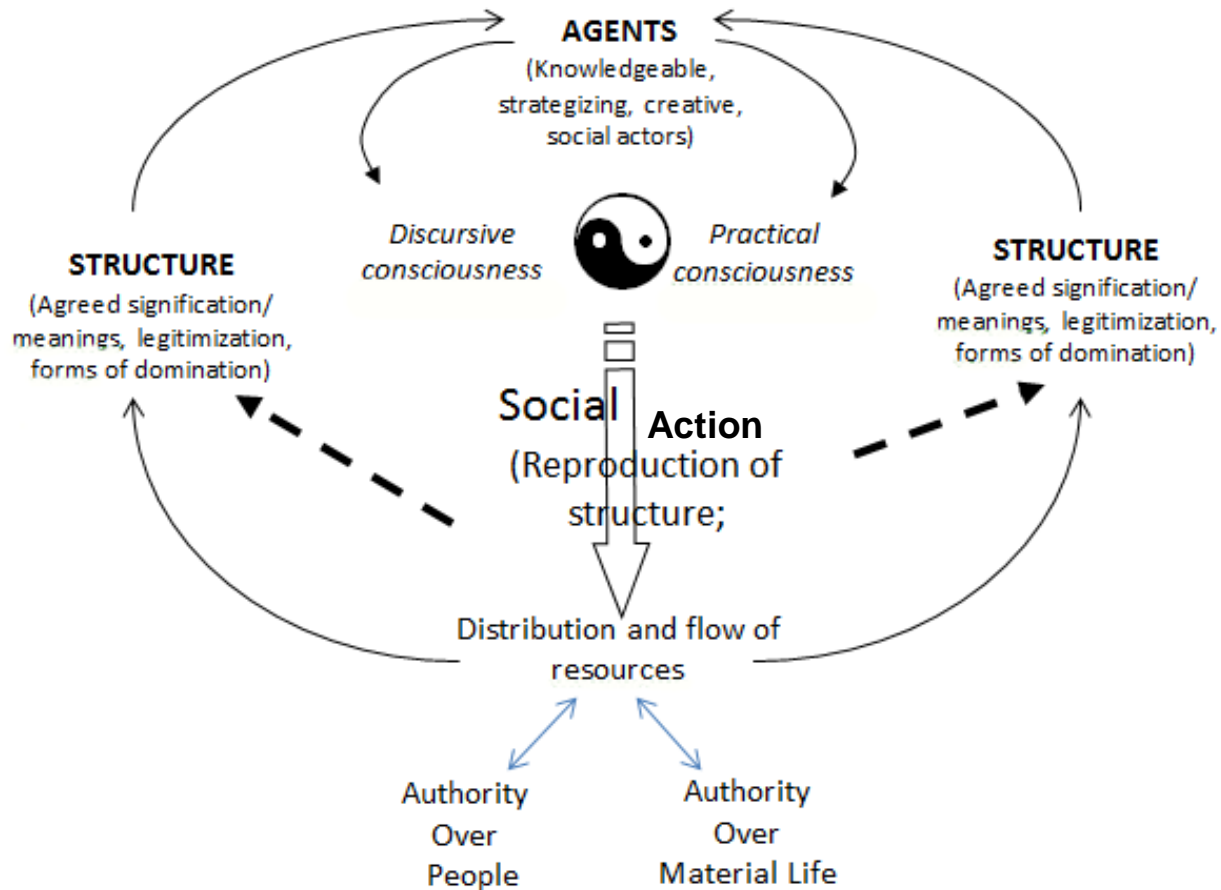 AGENTS
(Knowledgeable,
strategizing, creative,
social actors)
Discursive
consciousness
Practical
consciousness
STRUCTURE
(Agreed signification/
meanings, legitimization,
forms of domination)
STRUCTURE
(Agreed signification/
meanings, legitimization,
forms of domination)
Social Action
(Reproduction of
structure;
Distribution and flow of
resources
Authority
Over
People
Authority
Over
Material Life